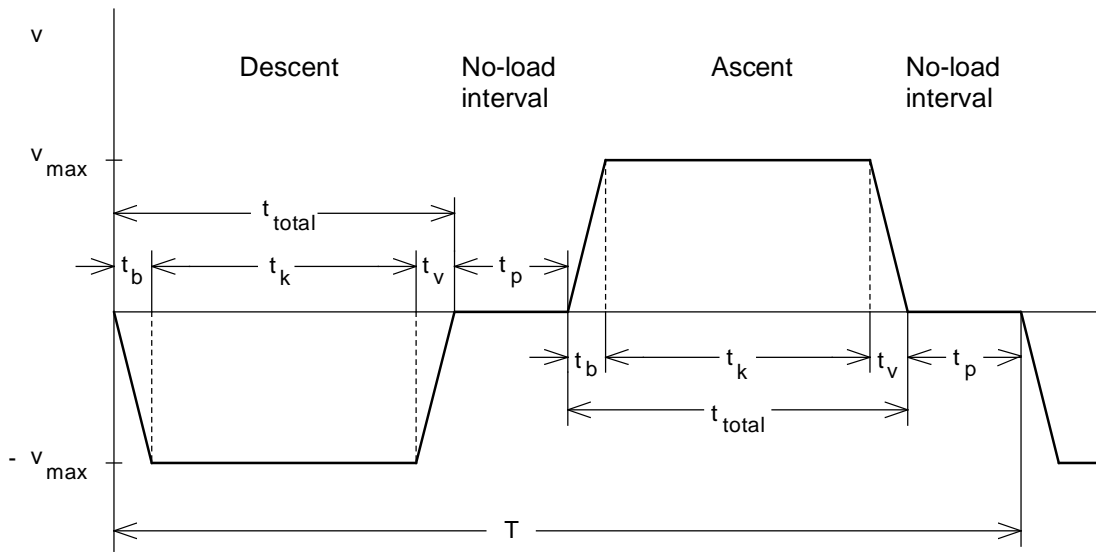 v
Descent
No-load
interval
Ascent
No-load
interval
v max
t total
t b
t k
t v
t p
t b
t k
t v
t p
t total
- v max
T